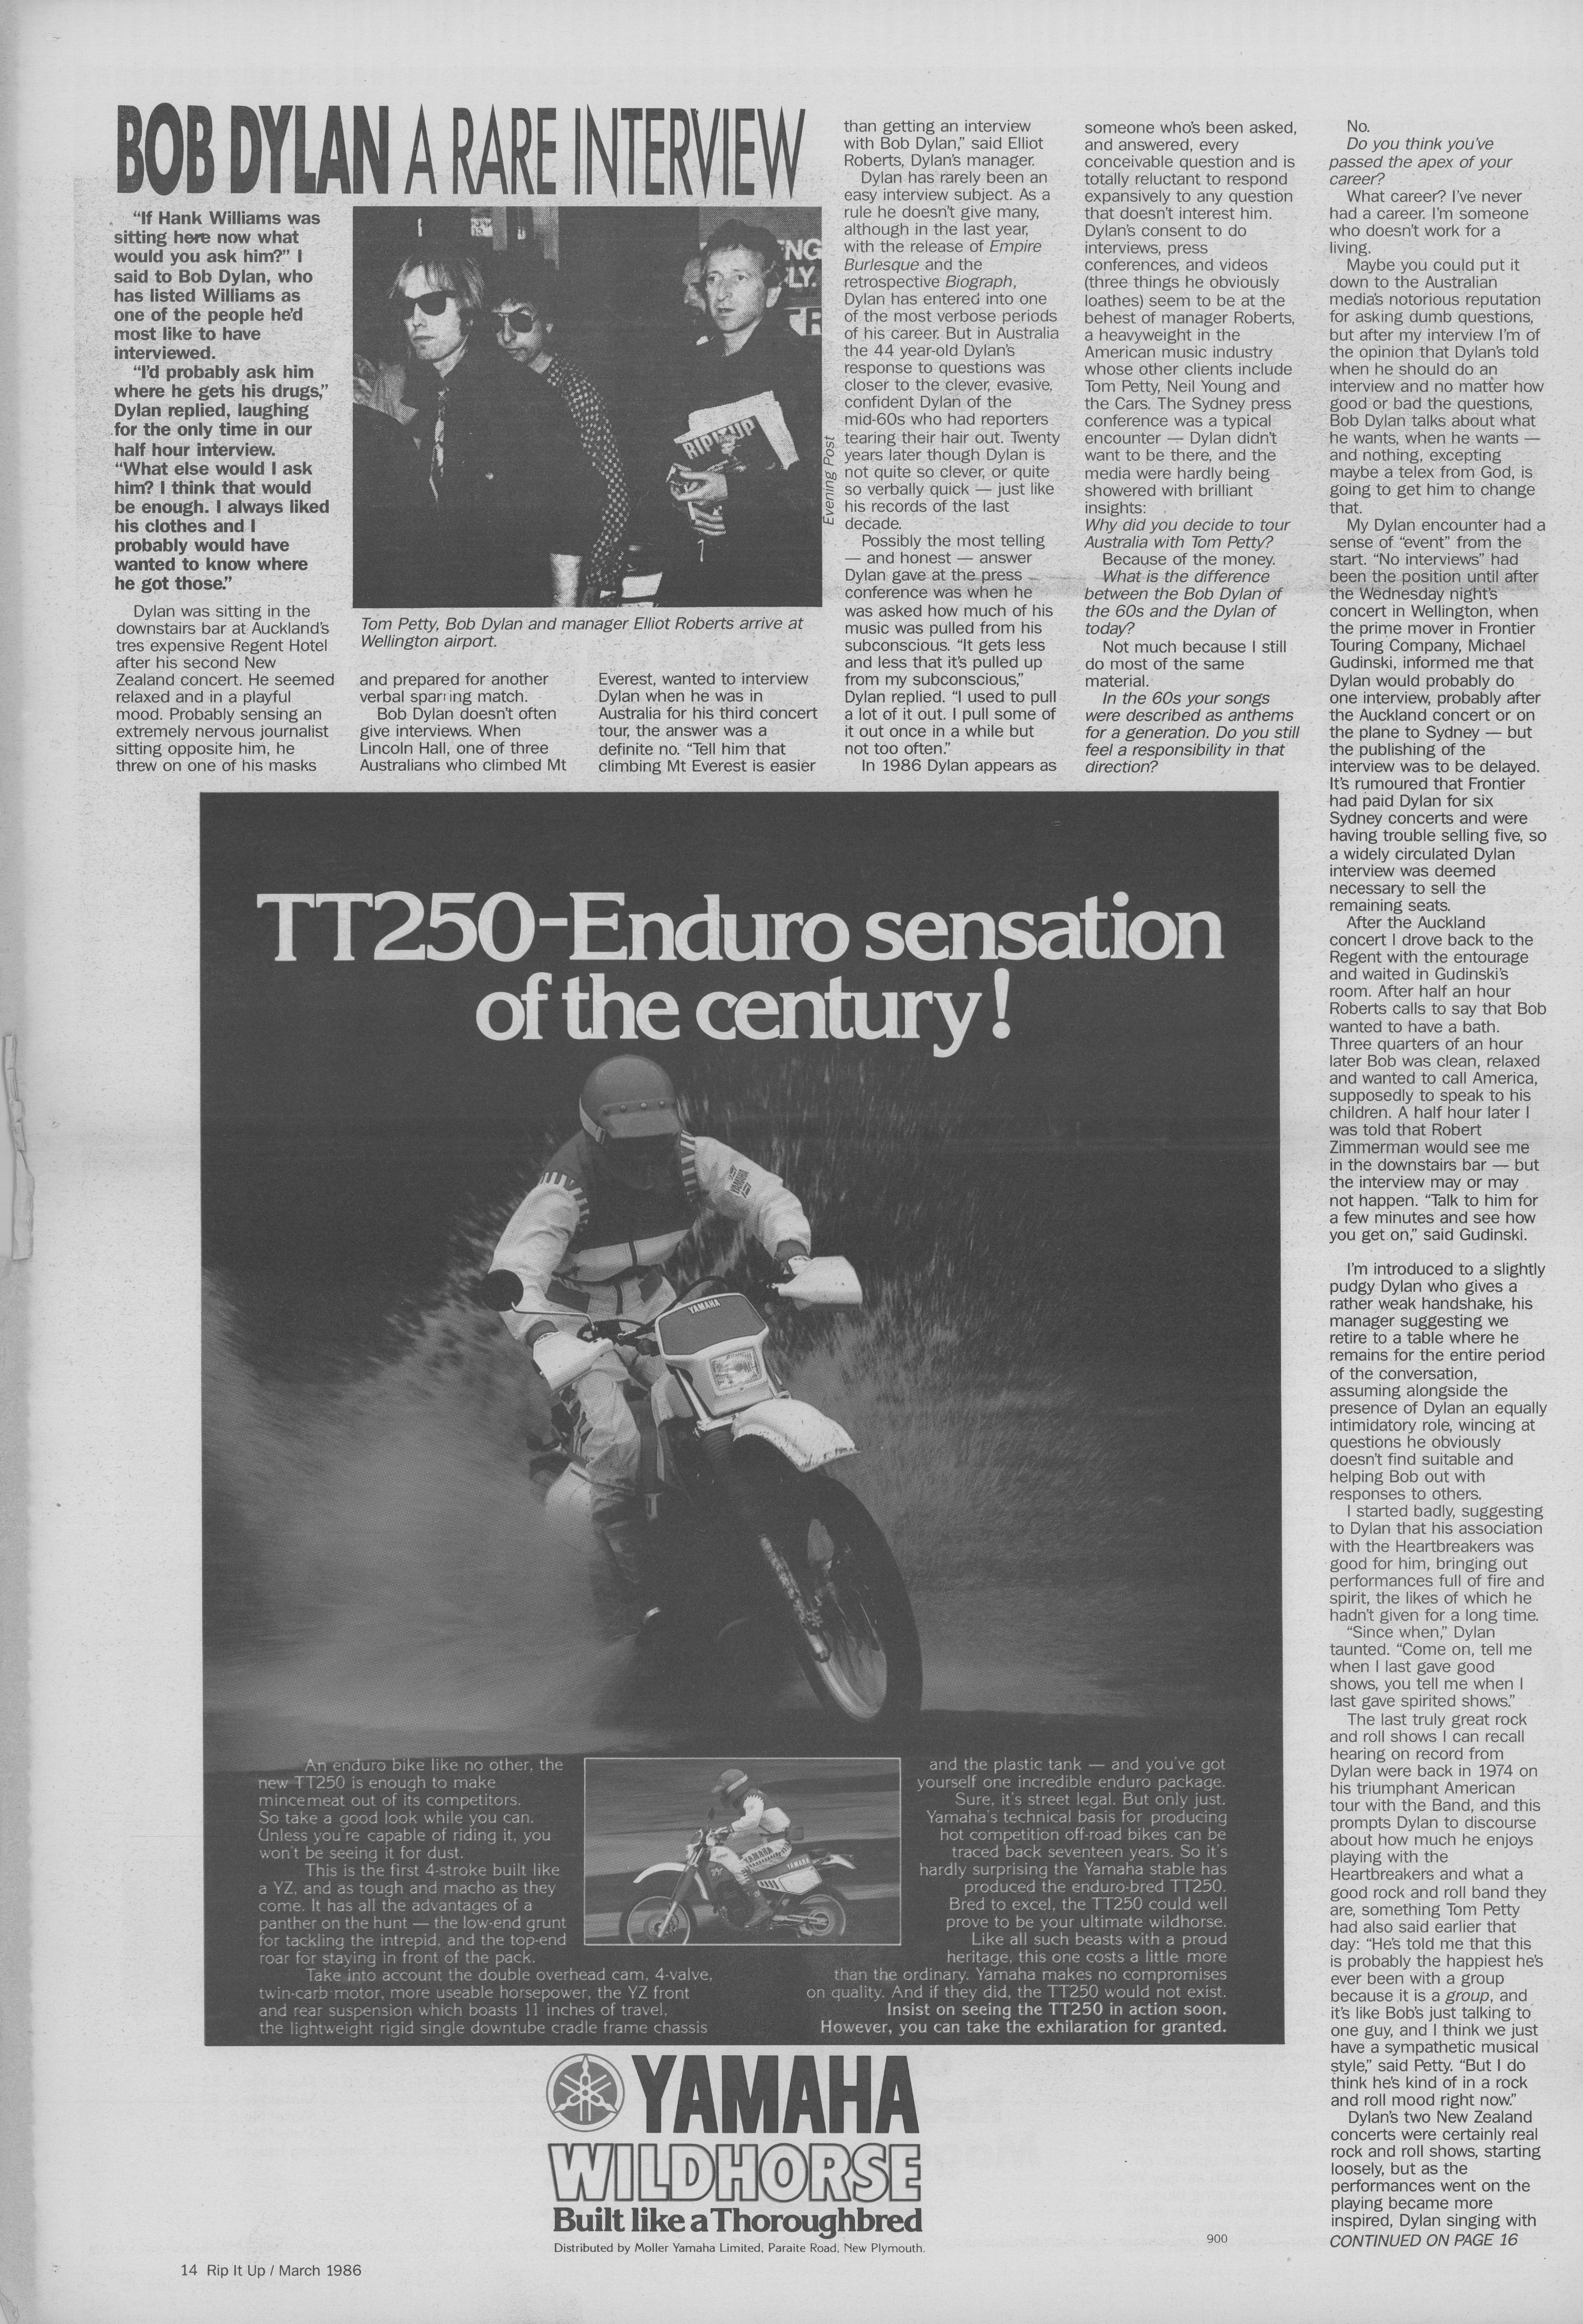 BOB DYLAN A RARE INTERVIEW
“If Hank Williams was
sitting here now what
would you ask him?” I
said to Bob Dylan, who
has listed Williams as
one of the people he’d
most like to have
interviewed.
“I’d probably ask him
where he gets his drugs,”
Dylan replied, laughing
for the only time in our
half hour interview.
“What else would I ask
him? I think that would
be enough. I always liked
his clothes and I
probably would have
wanted to know where
he got those.”
Dylan was sitting in the
downstairs bar at Auckland’s
tres expensive Regent Hotel
after his second New
Zealand concert. He seemed
relaxed and in a playful
mood. Probably sensing an
extremely nervous journalist
sitting opposite him, he
threw on one of his masks
RIP IT UP
Evening Post
Tom Petty, Bob Dylan and manager Elliot Roberts arrive at
Wellington airport.
and prepared for another
verbal sparring match.
Bob Dylan doesn’t often
give interviews. When
Lincoln Hall, one of three
Australians who climbed Mt
Everest, wanted to interview
Dylan when he was in
Australia for his third concert
tour, the answer was a
definite no. “Tell him that
climbing Mt Everest is easier
than getting an interview
with Bob Dylan,” said Elliot
Roberts, Dylan’s manager.
Dylan has rarely been an
easy interview subject. As a
rule he doesn’t give many,
although in the last year,
with the release of Empire
Burlesque and the
retrospective Biograph,
Dylan has entered into one
of the most verbose periods
of his career. But in Australia
the 44 year-old Dylan’s
response to questions was
closer to the clever, evasive,
confident Dylan of the
mid-60s who had reporters
tearing their hair out. Twenty
years later though Dylan is
not quite so clever, or quite
so verbally quick — just like
his records of the last
decade.
Possibly the most telling
— and honest — answer
Dylan gave at the press
conference was when he
was asked how much of his
music was pulled from his
subconscious. “It gets less
and less that it’s pulled up
from my subconscious,”
Dylan replied. “I used to pull
a lot of it out. I pull some of
it out once in a while but
not too often.”
In 1986 Dylan appears as
someone who’s been asked,
and answered, every
conceivable question and is
totally reluctant to respond
expansively to any question
that doesn’t interest him.
Dylan’s consent to do
interviews, press
conferences, and videos
(three things he obviously
loathes) seem to be at the
behest of manager Roberts,
a heavyweight in the
American music industry
whose other clients include
Tom Petty, Neil Young and
the Cars. The Sydney press
conference was a typical
encounter — Dylan didn’t
want to be there, and the
media were hardly being
showered with brilliant
insights:
Why did you decide to tour
Australia with Tom Petty?
Because of the money.
What is the difference
between the Bob Dylan of
the 60s and the Dylan of
today?
Not much because I still
do most of the same
material.
In the 60s your songs
were described as anthems
for a generation. Do you still
feel a responsibility in that
direction?
No.
Do you think you’ve
passed the apex of your
career?
What career? I’ve never
had a career. I’m someone
who doesn’t work for a
living.
Maybe you could put it
down to the Australian
media’s notorious reputation
for asking dumb questions,
but after my interview I’m of
the opinion that Dylan’s told
when he should do an
interview and no matter how
good or bad the questions,
Bob Dylan talks about what
he wants, when he wants —
and nothing, excepting
maybe a telex from God, is
going to get him to change
that.
My Dylan encounter had a
sense of “event” from the
start. “No interviews” had
been the position until after
the Wednesday night’s
concert in Wellington, when
the prime mover in Frontier
Touring Company, Michael
Gudinski, informed me that
Dylan would probably do
one interview, probably after
the Auckland concert or on
the plane to Sydney — but
the publishing of the
interview was to be delayed.
It’s rumoured that Frontier
had paid Dylan for six
Sydney concerts and were
having trouble selling five, so
a widely circulated Dylan
interview was deemed
necessary to sell the
remaining seats.
After the Auckland
concert I drove back to the
Regent with the entourage
and waited in Gudinski’s
room. After half an hour
Roberts calls to say that Bob
wanted to have a bath.
Three quarters of an hour
later Bob was clean, relaxed
and wanted to call America,
supposedly to speak to his
children. A half hour later I
was told that Robert
Zimmerman would see me
in the downstairs bar — but
the interview may or may
not happen. “Talk to him for
a few minutes and see how
you get on,” said Gudinski.
I’m introduced to a slightly
pudgy Dylan who gives a
rather weak handshake, his
manager suggesting we
retire to a table where he
remains for the entire period
of the conversation,
assuming alongside the
presence of Dylan an equally
intimidatory role, wincing at
questions he obviously
doesn’t find suitable and
helping Bob out with
responses to others.
I started badly, suggesting
to Dylan that his association
with the Heartbreakers was
good for him, bringing out
performances full of fire and
spirit, the likes of which he
hadn’t given for a long time.
“Since when,” Dylan
taunted. “Come on, tell me
when I last gave good
shows, you tell me when I
last gave spirited shows.”
The last truly great rock
and roll shows I can recall
hearing on record from
Dylan were back in 1974 on
his triumphant American
tour with the Band, and this
prompts Dylan to discourse
about how much he enjoys
playing with the
Heartbreakers and what a
good rock and roll band they
are, something Tom Petty
had also said earlier that
day: “He’s told me that this
is probably the happiest he’s
ever been with a group
because it is a group, and
it’s like Bob’s just talking to
one guy, and I think we just
have a sympathetic musical
style,” said Petty. “But I do
think he’s kind of in a rock
and roll mood right now.”
Dylan’s two New Zealand
concerts were certainly real
rock and roll shows, starting
loosely, but as the
performances went on the
playing became more
inspired, Dylan singing with
CONTINUED ON PAGE 16
TT250-Enduro sensation
of the century!
YAMAHA
YAMAHA
An enduro bike like no other, the
new TT250 is enough to make
mincemeat out of its competitors.
So take a good look while you can.
Unless you’re capable of riding it, you
won’t be seeing it for dust.
This is the first 4-stroke built like
a YZ, and as tough and macho as they
come. It has all the advantages of a
panther on the hunt — the low-end grunt
for tackling the intrepid, and the top-end
roar for staying in front of the pack.
Take into account the double overhead cam, 4-valve,
twin-carb motor, more useable horsepower, the YZ front
and rear suspension which boasts 11 inches of travel,
the lightweight rigid single downtube cradle frame chassis
and the plastic tank — and you’ve got
yourself one incredible enduro package.
Sure, it’s street legal. But only just.
Yamaha’s technical basis for producing
hot competition off-road bikes can be
traced back seventeen years. So it’s
hardly surprising the Yamaha stable has
produced the enduro-bred TT250.
Bred to excel, the TT250 could well
prove to be your ultimate wildhorse.
Like all such beasts with a proud
heritage, this one costs a little more
than the ordinary. Yamaha makes no compromises
on quality. And if they did, the TT250 would not exist.
Insist on seeing the TT250 in action soon.
However, you can take the exhilaration for granted.
YAMAHA
WILDHORSE
Built like a Thoroughbred
Distributed by Moller Yamaha Limited, Paraite Road, New Plymouth.
900
14 Rip It Up / March 1986